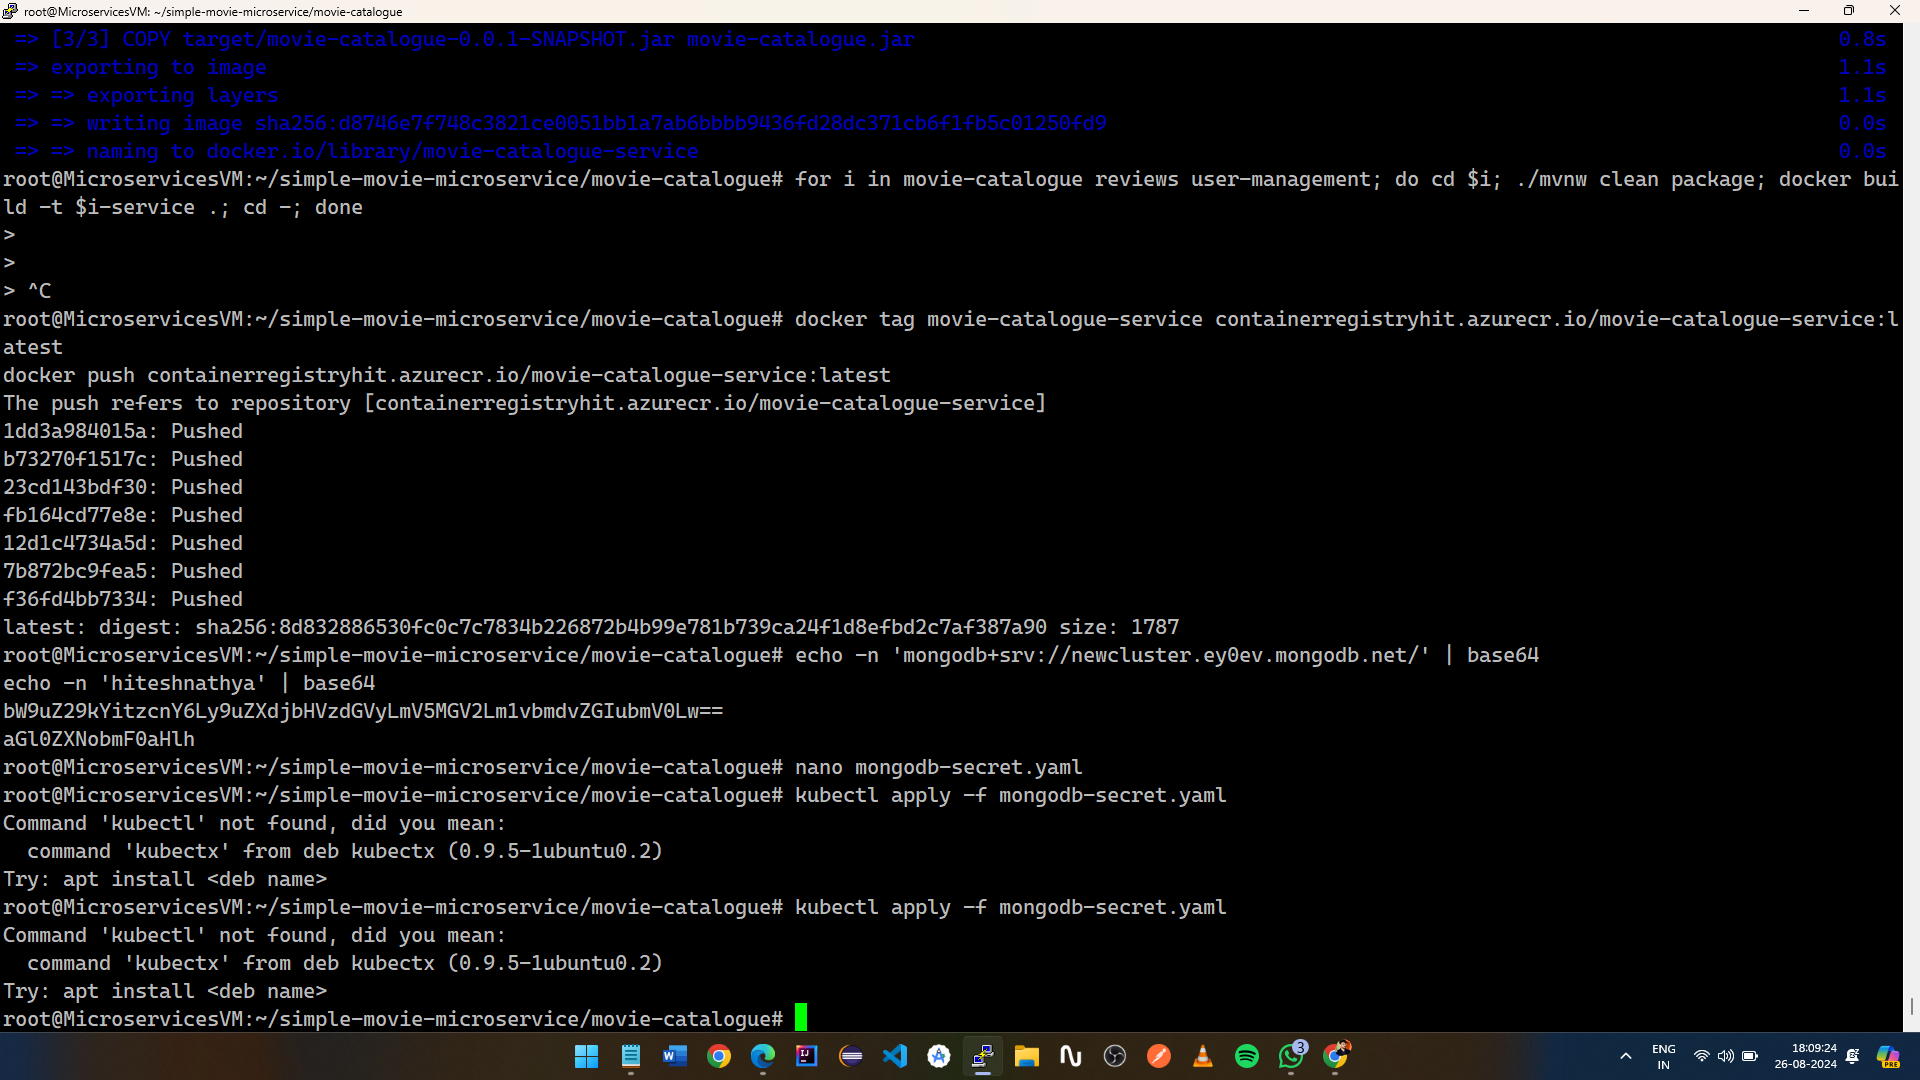 root@MicroservicesVM: ~/simple-movie-microservice/movie-catalogue
=> [3/3] COPY target/movie-catalogue-0.0.1-SNAPSHOT.jar movie-catalogue.jar 0.8s
=> exporting to image 1.1s
=> => exporting layers 1.1s
=> => writing image sha256:d8746e7f748c3821ce0051bb1a7ab6bbbb9436fd28dc371cb6f1fb5c01250fd9 0.0s
=> => naming to docker.io/library/movie-catalogue-service 0.0s
root@MicroservicesVM:~/simple-movie-microservice/movie-catalogue# for i in movie-catalogue reviews user-management; do cd $i; ./mvnw clean package; docker bui
ld -t $i-service .; cd -; done
>
>
> ^C
root@MicroservicesVM:~/simple-movie-microservice/movie-catalogue# docker tag movie-catalogue-service containerregistryhit.azurecr.io/movie-catalogue-service:l
atest
docker push containerregistryhit.azurecr.io/movie-catalogue-service:latest
The push refers to repository [containerregistryhit.azurecr.io/movie-catalogue-service]
1dd3a984015a: Pushed
b73270f1517c: Pushed
23cd143bdf30: Pushed
fb164cd77e8e: Pushed
12d1c4734a5d: Pushed
7b872bc9fea5: Pushed
f36fd4bb7334: Pushed
latest: digest: sha256:8d832886530fc0c7c7834b226872b4b99e781b739ca24f1d8efbd2c7af387a90 size: 1787
root@MicroservicesVM:~/simple-movie-microservice/movie-catalogue# echo -n 'mongodb+srv://newcluster.ey0ev.mongodb.net/' | base64
echo -n 'hiteshnathya' | base64
bW9uZ29kYitzcnY6Ly9uZXdjbHVzdGVyLmV5MGV2Lm1vbmdvZGIubmV0Lw==
aGl0ZXNobmF0aHlh
root@MicroservicesVM:~/simple-movie-microservice/movie-catalogue# nano mongodb-secret.yaml
root@MicroservicesVM:~/simple-movie-microservice/movie-catalogue# kubectl apply -f mongodb-secret.yaml
Command 'kubectl' not found, did you mean:
command 'kubectx' from deb kubectx (0.9.5-1ubuntu0.2)
Try: apt install <deb name>
root@MicroservicesVM:~/simple-movie-microservice/movie-catalogue# kubectl apply -f mongodb-secret.yaml
Command 'kubectl' not found, did you mean:
command 'kubectx' from deb kubectx (0.9.5-1ubuntu0.2)
Try: apt install <deb name>
root@MicroservicesVM:~/simple-movie-microservice/movie-catalogue#
3
ENG
IN
18:09:24
26-08-2024
PRE